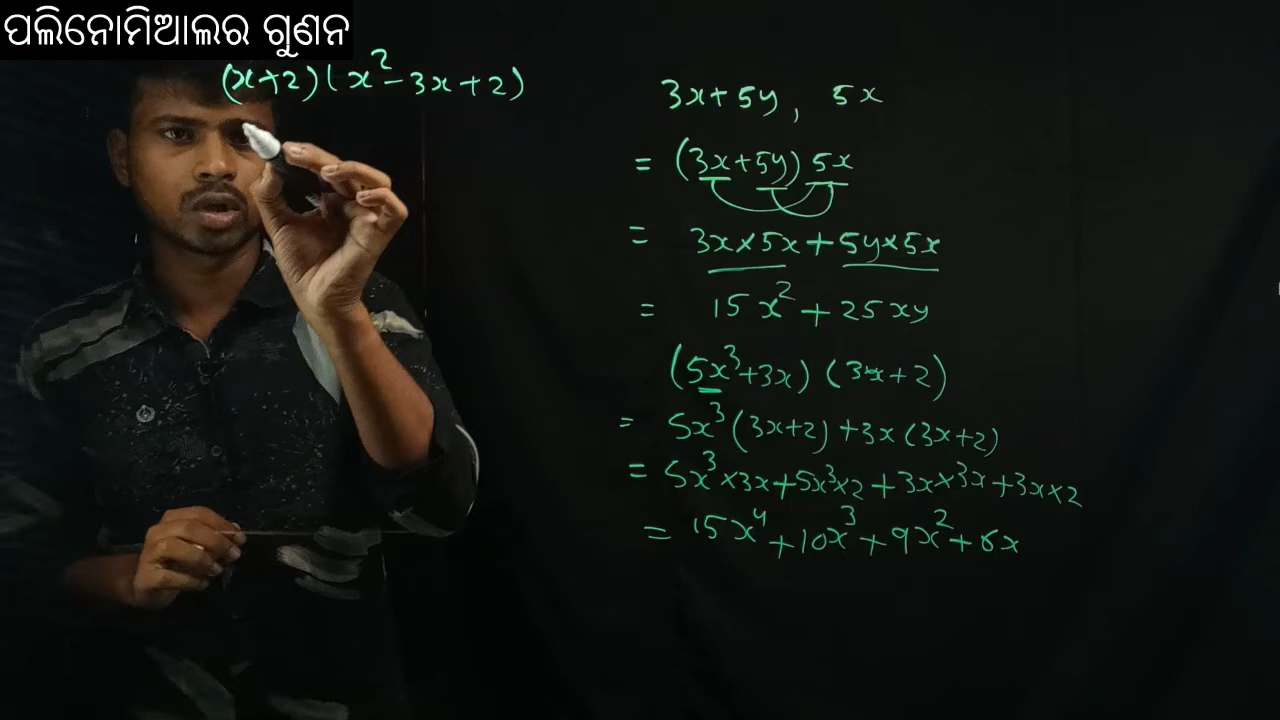 ପଲିନୋମିଆଲର ଗୁଣନ
(x+2)(x²-3x+2)
3x+5y, 5x
= (3x+5y) 5x
= 3x×5x+5y×5x
= 15x²+25xy
(5x³+3x) (3x+2)
= 5x³(3x+2)+3x(3x+2)
= 5x³×3x+5x³×2+3x×3x+3x×2
= 15x⁴+10x³+9x²+6x